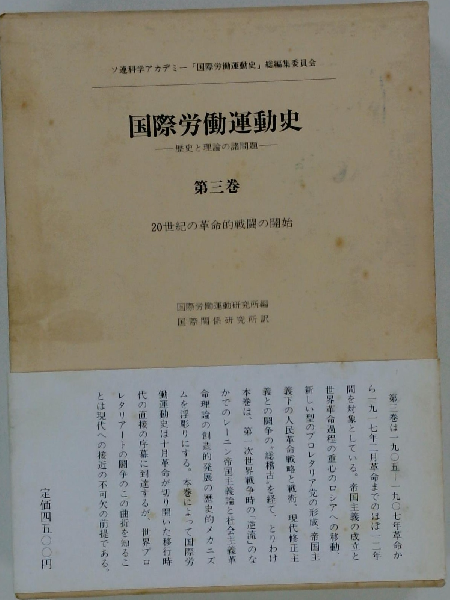 ソ連科学アカデミー「国際労働運動史」総編集委員会
国際労働運動史
——歴史と理論の諸問題——
第三巻
20世紀の革命的戦闘の開始
国際労働運動研究所編
国際関係研究所訳
第三巻は一九〇五—一九〇七年革命か
ら一九一七年二月革命までのほぼ一二年
間を対象としている。帝国主義の成立と
世界革命過程の重心のロシアへの移動、
新しい型のプロレタリア党の形成、帝国主
義下の人民革命戦略と戦術、現代修正主
義との闘争の「総稽古」を経て、とりわけ
本巻は、第一次世界戦争時の「逆流」のな
かでのレーニン帝国主義論と社会主義革
命理論の創造的発展の歴史的メカニズ
ムを浮彫りにする。本巻によって国際労
働運動史は十月革命が切り開いた移行時
代の直接の序幕に到達するが、世界プロ
レタリアートの闘争のこの曲折を知るこ
とは現代への接近の不可欠の前提である。
定価四五〇〇円